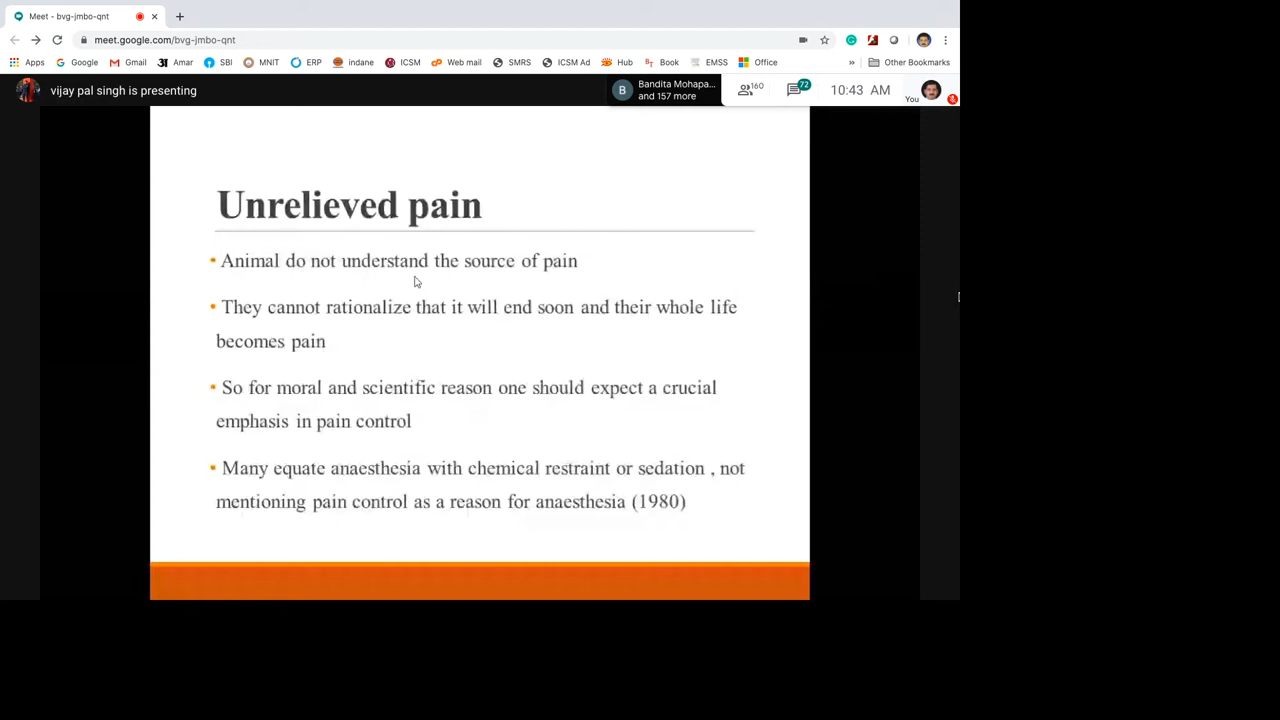 Meet - bvg-jmbo-qnt
meet.google.com/bvg-jmbo-qnt
Apps Google Gmail Amar SBI MNIT ERP indane ICSM Web mail SMRS ICSM Ad Hub Book EMSS Office » Other Bookmarks
vijay pal singh is presenting
B Bandita Mohapa... 160 72 10:43 AM You
and 157 more
Unrelieved pain
• Animal do not understand the source of pain
• They cannot rationalize that it will end soon and their whole life
becomes pain
• So for moral and scientific reason one should expect a crucial
emphasis in pain control
• Many equate anaesthesia with chemical restraint or sedation , not
mentioning pain control as a reason for anaesthesia (1980)